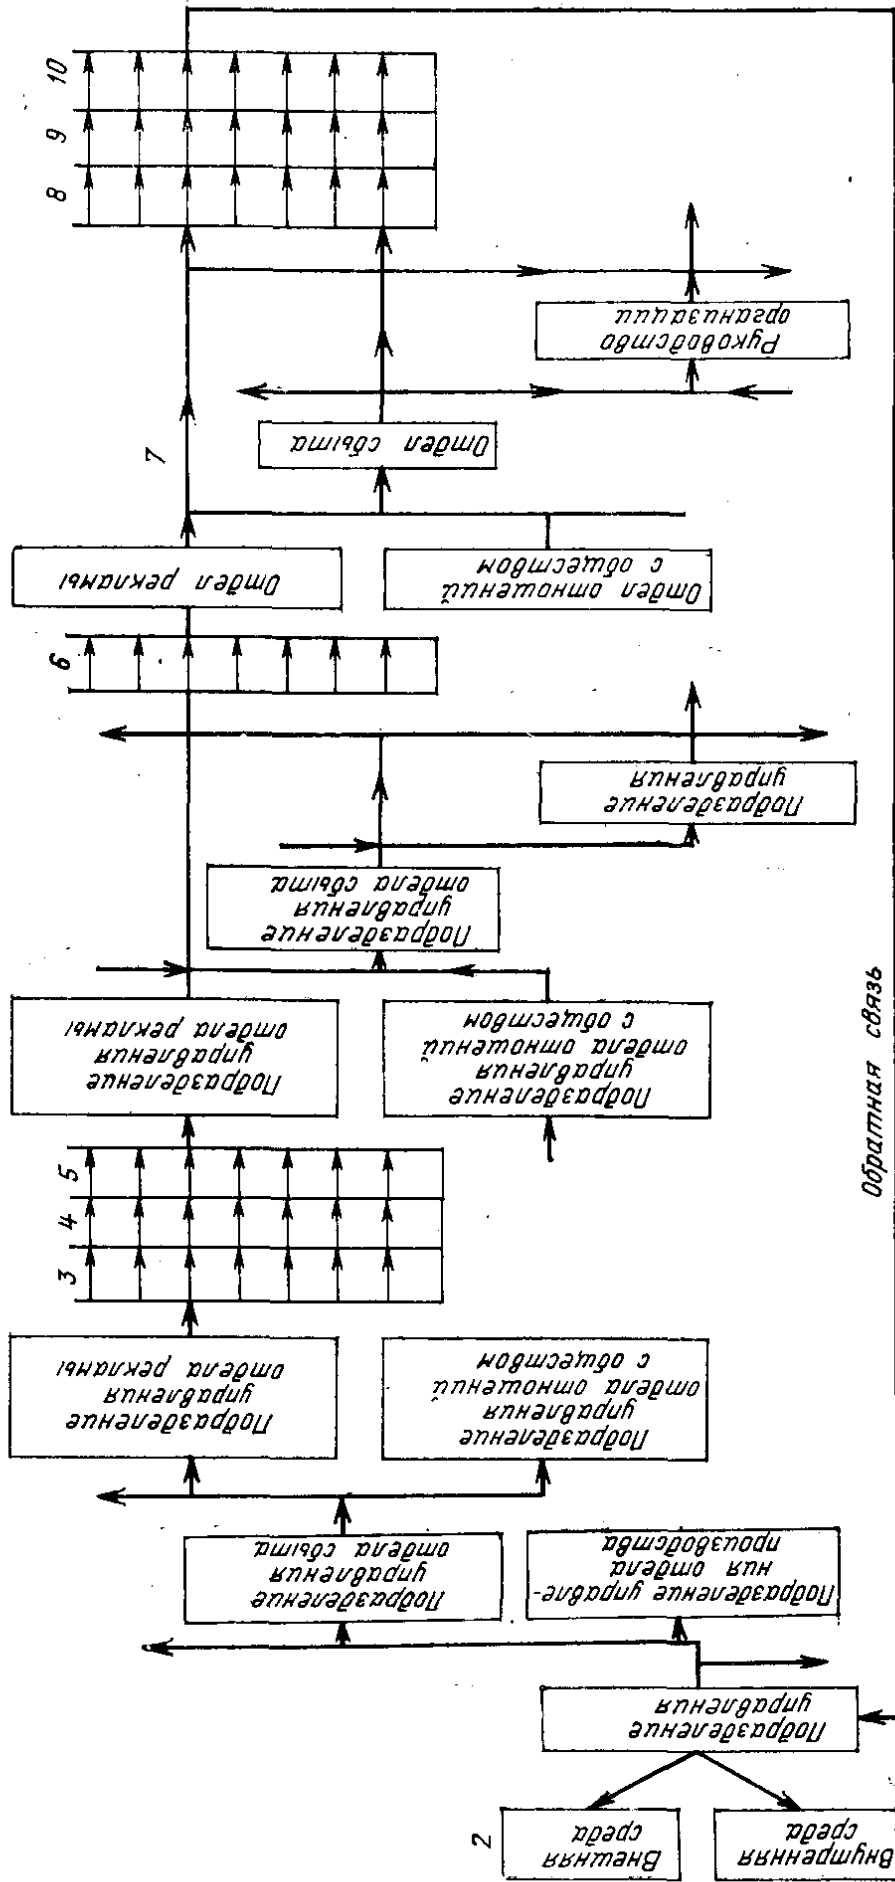 10
9
8
Руководство
организации
7
Отдел сбыта
Отдел рекламы
Отдел отношений
с обществом
6
Подразделение
управления
Подразделение
управления
отдела сбыта
Подразделение
управления
отдела рекламы
Подразделение
управления
отдела отношений
с обществом
Обратная связь
5
4
3
Подразделение
управления
отдела рекламы
Подразделение
управления
отдела отношений
с обществом
Подразделение
управления
отдела сбыта
Подразделение управле-
ния отдела
производства
Подразделение
управления
2
Внешняя
среда
Внутренняя
среда